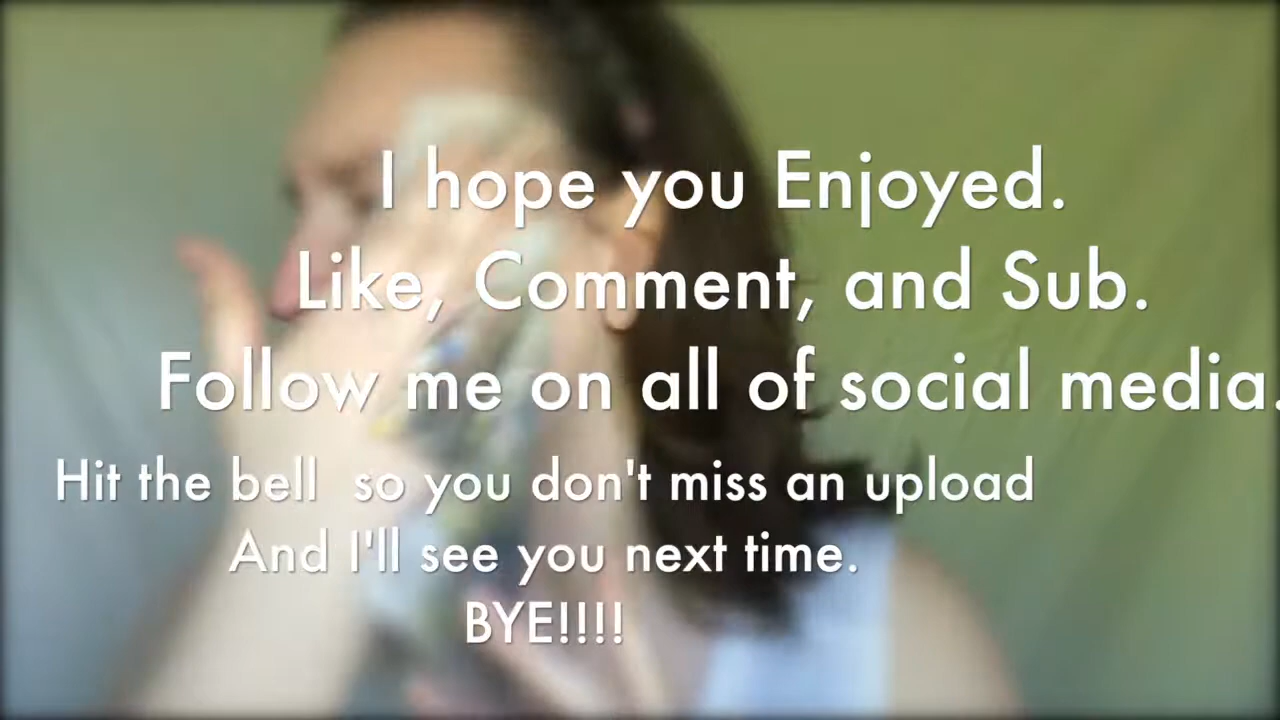 I hope you Enjoyed.
Like, Comment, and Sub.
Follow me on all of social media.
Hit the bell so you don't miss an upload
And I'll see you next time.
BYE!!!!